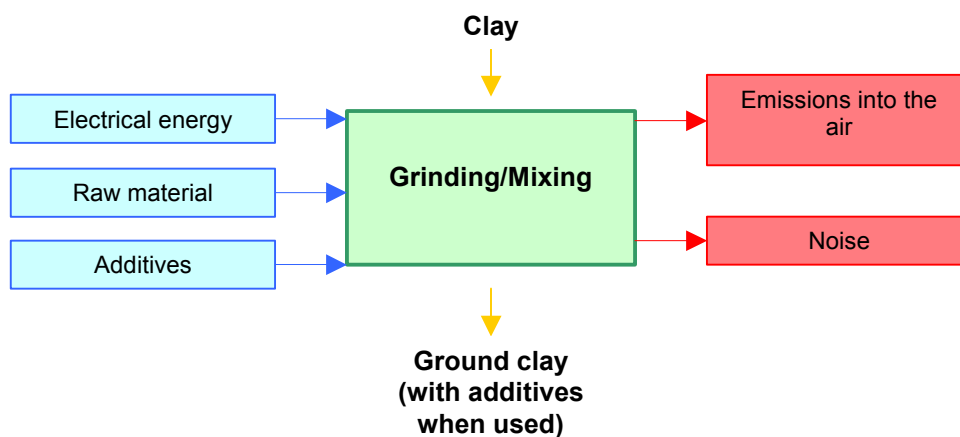 Clay
Electrical energy
Emissions into the
air
Grinding/Mixing
Raw material
Noise
Additives
Ground clay
(with additives
when used)